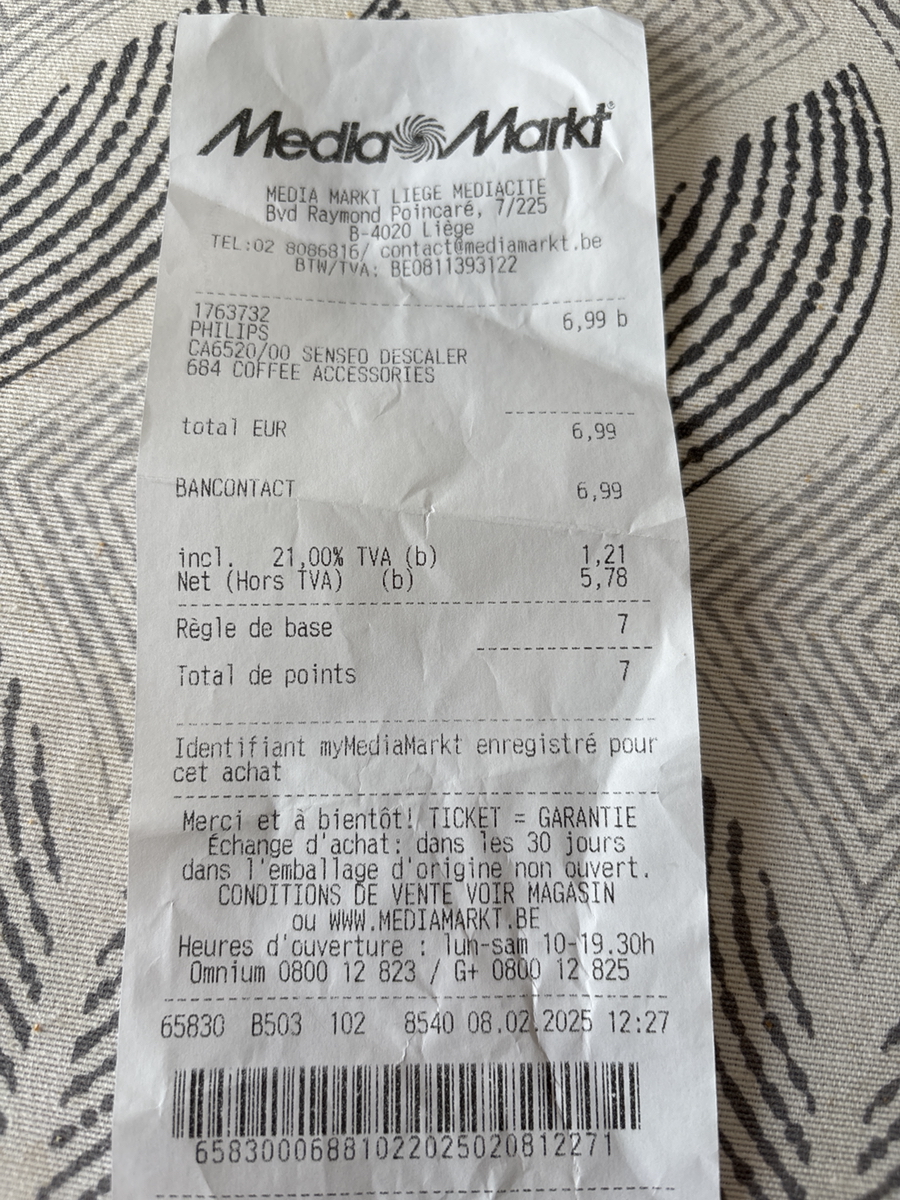 Media Markt®
MEDIA MARKT LIEGE MEDIACITE
Bvd Raymond Poincaré, 7/225
B-4020 Liège
TEL:02 8086816/ contact@mediamarkt.be
BTW/TVA: BE0811393122
1763732 6,99 b
PHILIPS
CA6520/00 SENSEO DESCALER
684 COFFEE ACCESSORIES
total EUR 6,99
BANCONTACT 6,99
incl. 21,00% TVA (b) 1,21
Net (Hors TVA) (b) 5,78
Règle de base 7
Total de points 7
Identifiant myMediaMarkt enregistré pour
cet achat
Merci et à bientôt! TICKET = GARANTIE
Échange d'achat: dans les 30 jours
dans l'emballage d'origine non ouvert.
CONDITIONS DE VENTE VOIR MAGASIN
ou WWW.MEDIAMARKT.BE
Heures d'ouverture : lun-sam 10-19.30h
Omnium 0800 12 823 / G+ 0800 12 825
65830 B503 102 8540 08.02.2025 12:27
6583000688102202502081 2271